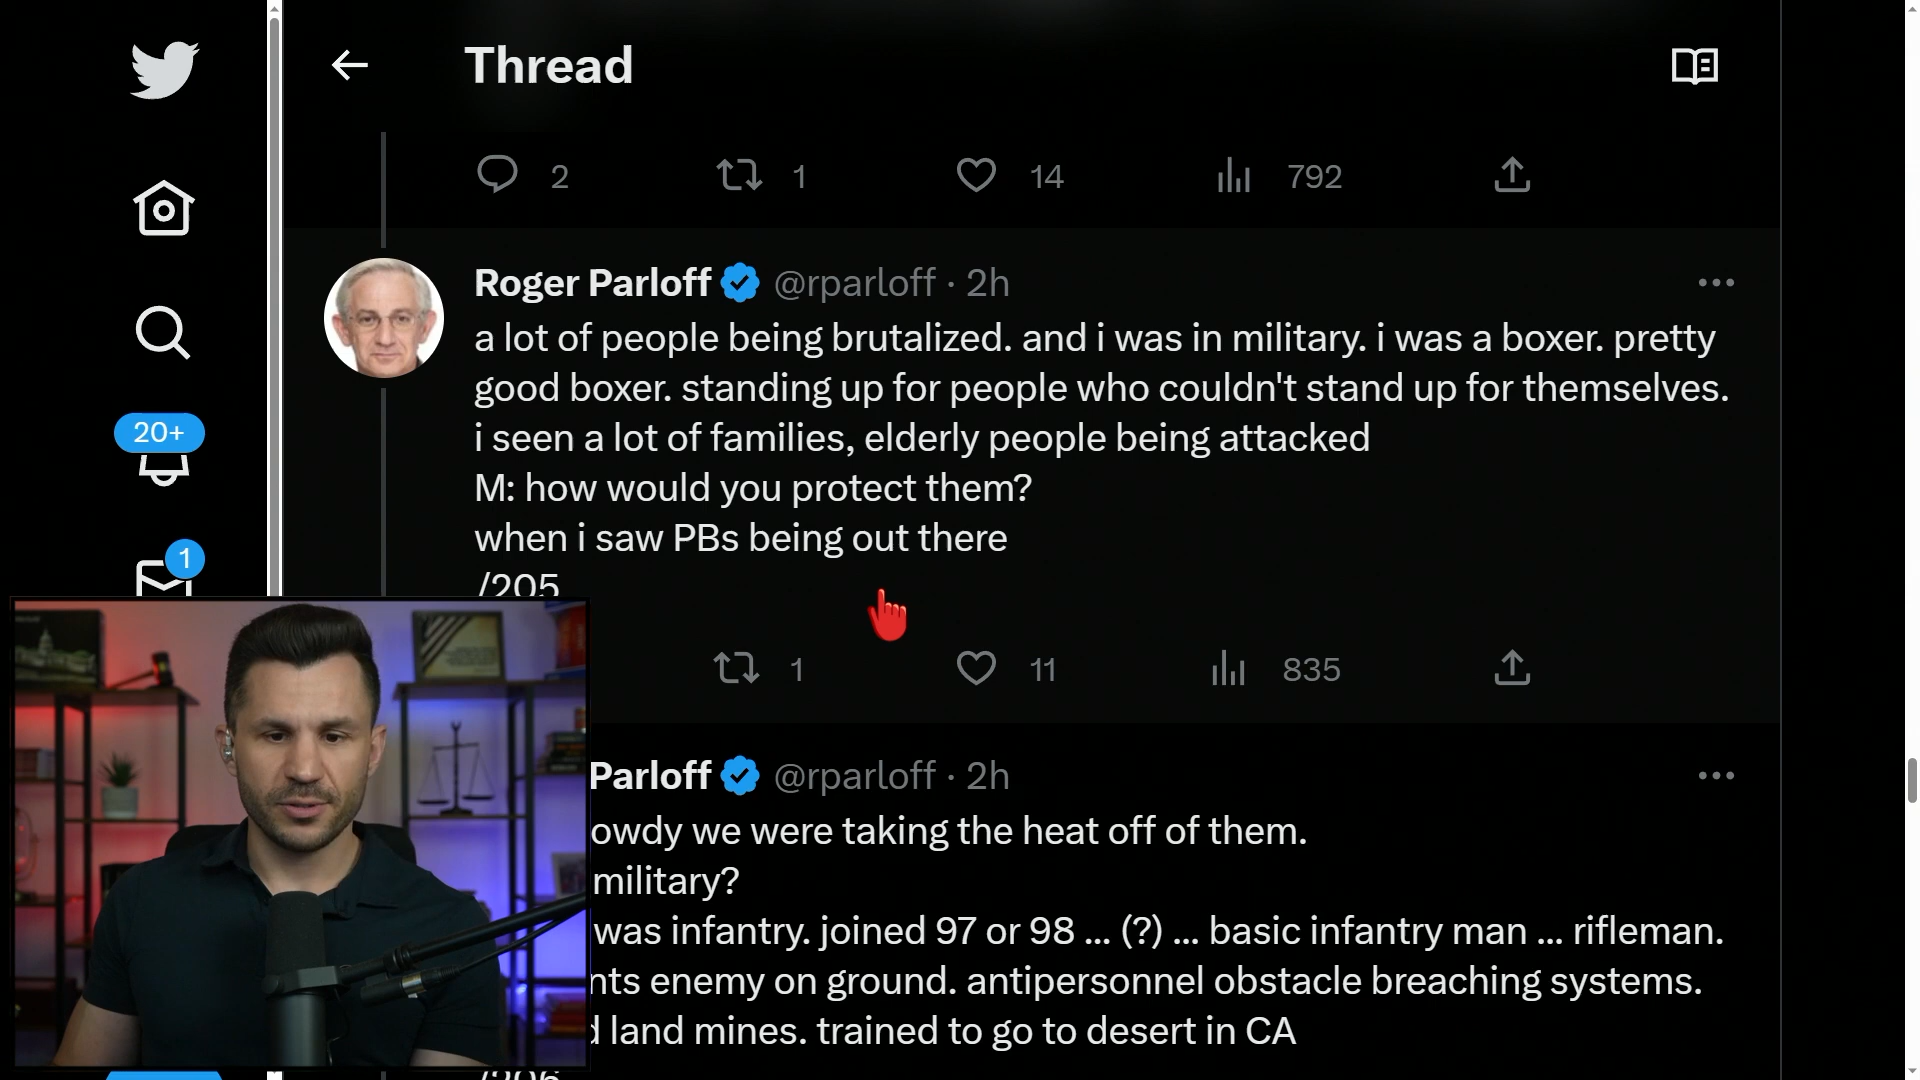 Thread
2 1 14 792
Roger Parloff @rparloff · 2h
a lot of people being brutalized. and i was in military. i was a boxer. pretty
good boxer. standing up for people who couldn't stand up for themselves.
i seen a lot of families, elderly people being attacked
M: how would you protect them?
when i saw PBs being out there
/205
20+
1
1 11 835
Parloff @rparloff · 2h
owdy we were taking the heat off of them.
military?
was infantry. joined 97 or 98 ... (?) ... basic infantry man ... rifleman.
nts enemy on ground. antipersonnel obstacle breaching systems.
d land mines. trained to go to desert in CA
/206